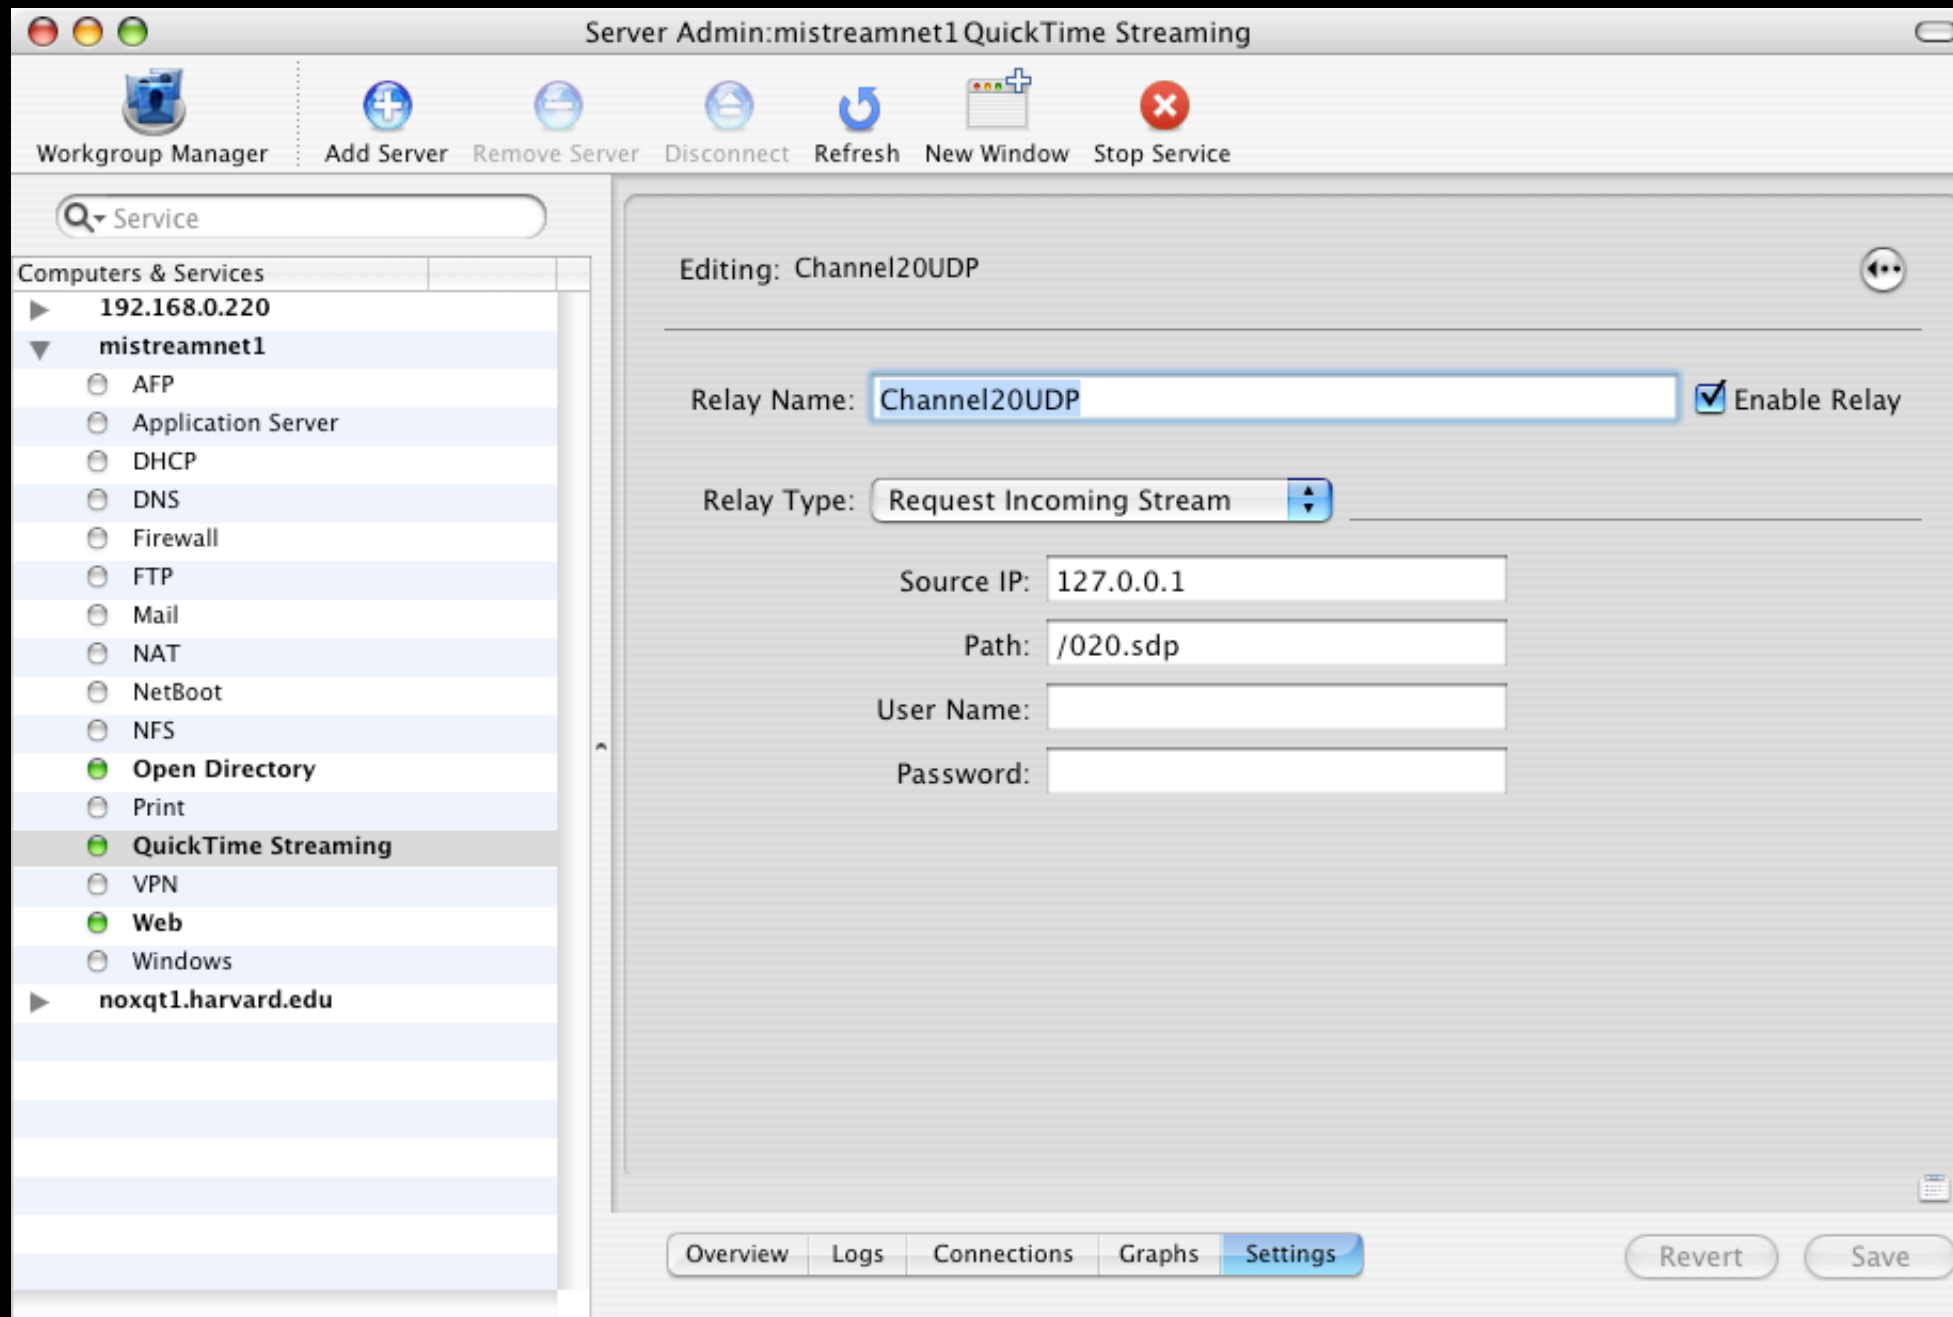 Server Admin:mistreamnet1QuickTime Streaming
Workgroup Manager Add Server Remove Server Disconnect Refresh New Window Stop Service
Service
Computers & Services
192.168.0.220
mistreamnet1
AFP
Application Server
DHCP
DNS
Firewall
FTP
Mail
NAT
NetBoot
NFS
Open Directory
Print
QuickTime Streaming
VPN
Web
Windows
noxqt1.harvard.edu
Editing: Channel20UDP
Relay Name: Channel20UDP Enable Relay
Relay Type: Request Incoming Stream
Source IP: 127.0.0.1
Path: /020.sdp
User Name:
Password:
Overview Logs Connections Graphs Settings Revert Save